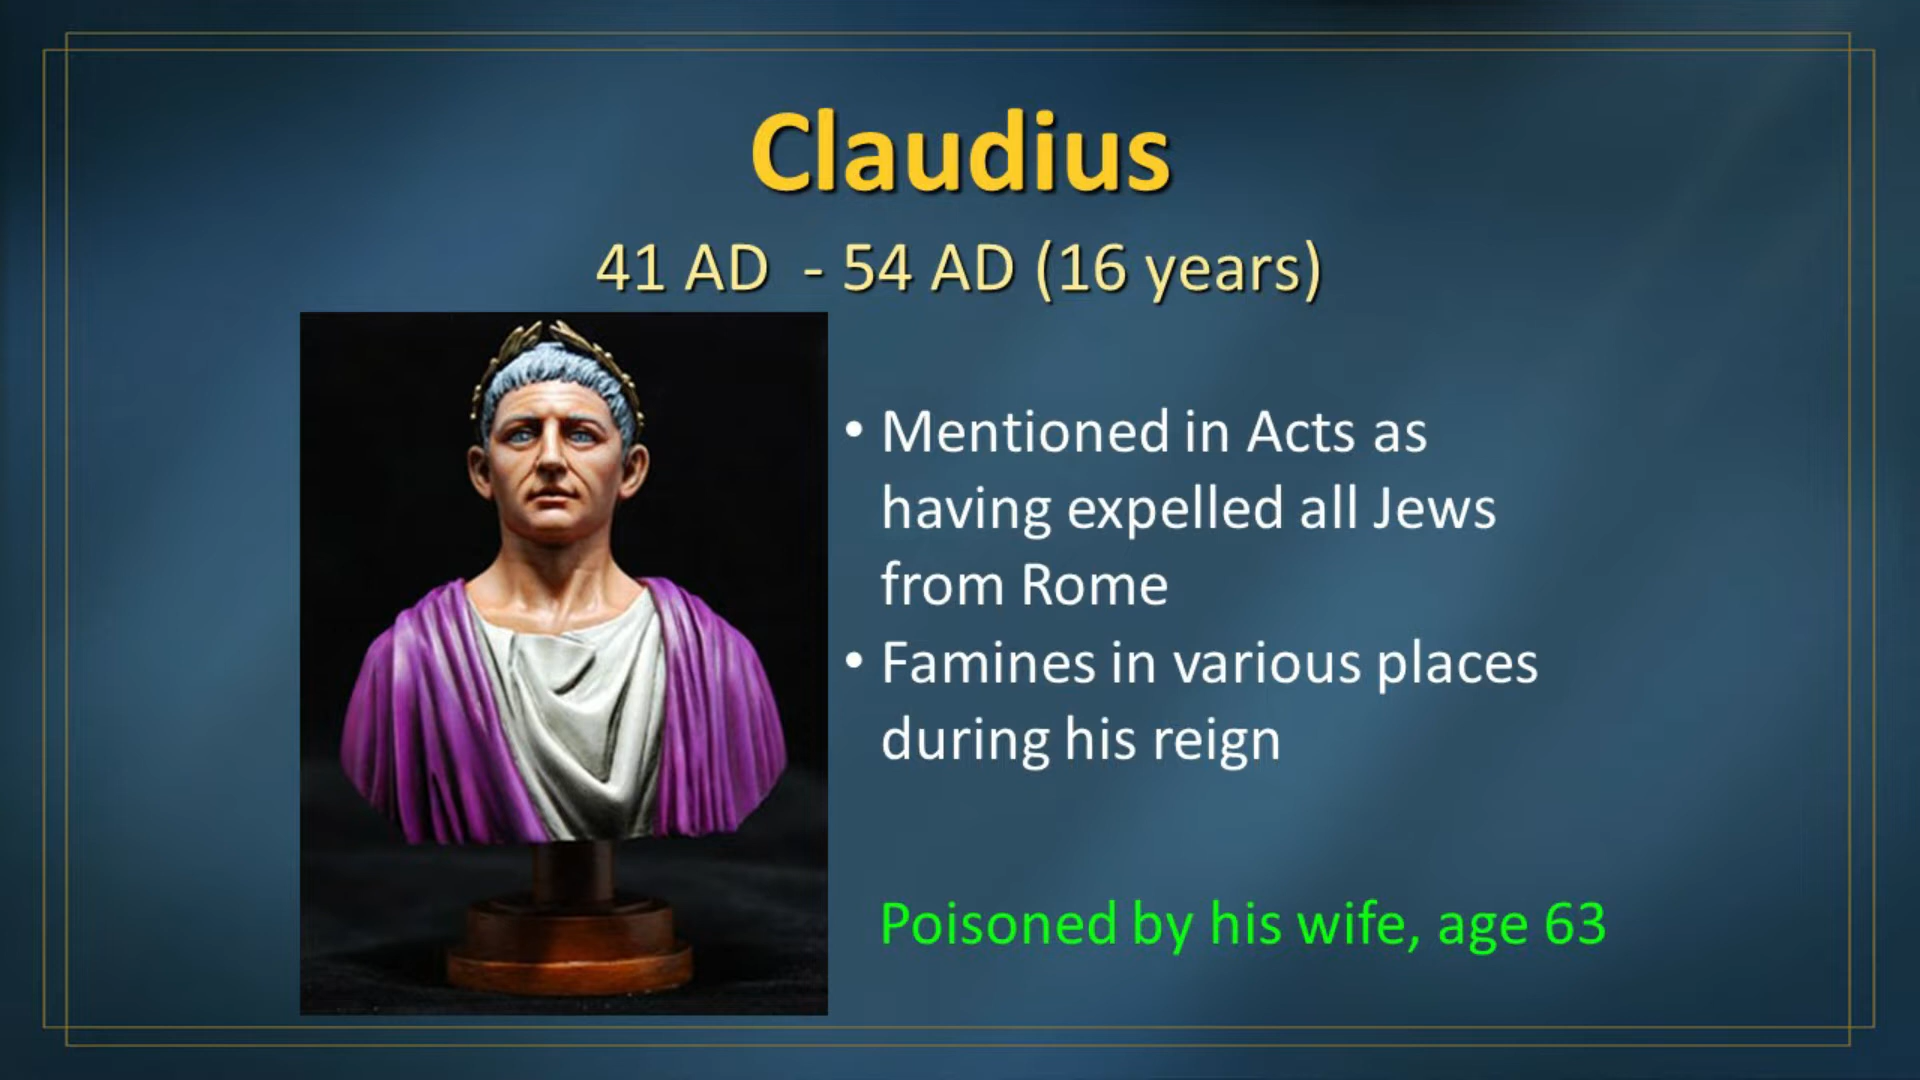 Claudius
41 AD  - 54 AD (16 years)
• Mentioned in Acts as
having expelled all Jews
from Rome
• Famines in various places
during his reign
Poisoned by his wife, age 63